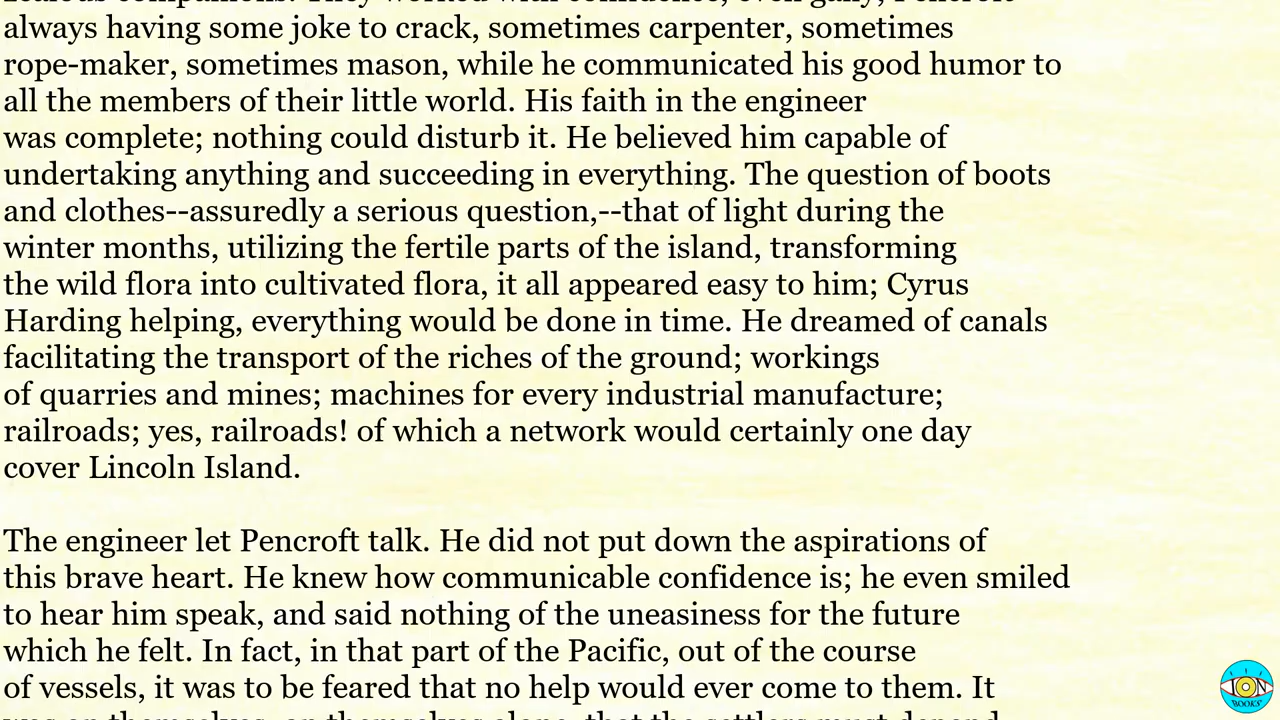 always having some joke to crack, sometimes carpenter, sometimes
rope-maker, sometimes mason, while he communicated his good humor to
all the members of their little world. His faith in the engineer
was complete; nothing could disturb it. He believed him capable of
undertaking anything and succeeding in everything. The question of boots
and clothes--assuredly a serious question,--that of light during the
winter months, utilizing the fertile parts of the island, transforming
the wild flora into cultivated flora, it all appeared easy to him; Cyrus
Harding helping, everything would be done in time. He dreamed of canals
facilitating the transport of the riches of the ground; workings
of quarries and mines; machines for every industrial manufacture;
railroads; yes, railroads! of which a network would certainly one day
cover Lincoln Island.
The engineer let Pencroft talk. He did not put down the aspirations of
this brave heart. He knew how communicable confidence is; he even smiled
to hear him speak, and said nothing of the uneasiness for the future
which he felt. In fact, in that part of the Pacific, out of the course
of vessels, it was to be feared that no help would ever come to them. It
ION
BOOKS